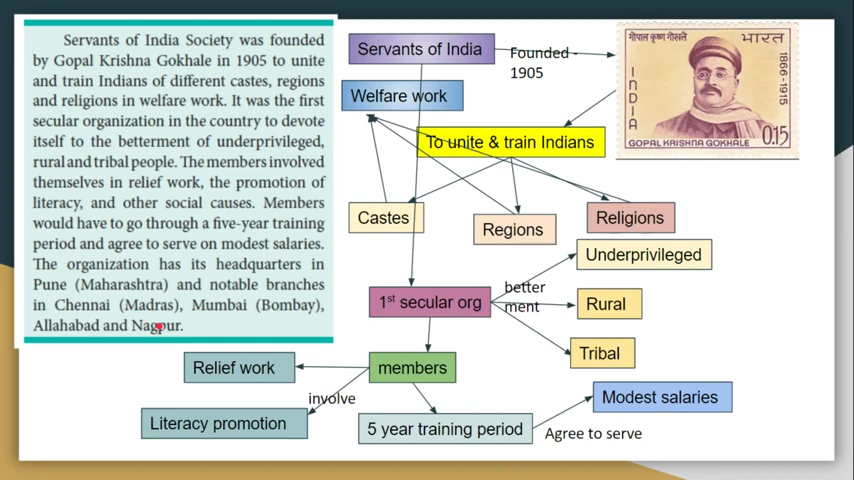 Servants of India Society was founded
by Gopal Krishna Gokhale in 1905 to unite
and train Indians of different castes, regions
and religions in welfare work. It was the first
secular organization in the country to devote
itself to the betterment of underprivileged,
rural and tribal people. The members involved
themselves in relief work, the promotion of
literacy, and other social causes. Members
would have to go through a five-year training
period and agree to serve on modest salaries.
The organization has its headquarters in
Pune (Maharashtra) and notable branches
in Chennai (Madras), Mumbai (Bombay),
Allahabad and Nagpur.
Servants of India
Founded -
1905
गोपाल कृष्ण गोखले
भारत
1866-1915
INDIA
0.15
GOPAL KRISHNA GOKHALE
Welfare work
To unite & train Indians
Castes
Regions
Religions
1st secular org
better
ment
Underprivileged
Rural
Tribal
members
Relief work
involve
Literacy promotion
5 year training period
Agree to serve
Modest salaries